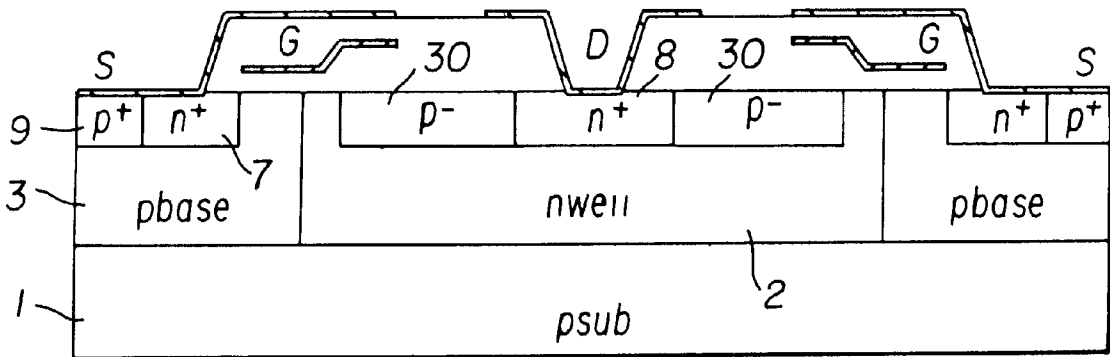 S G D G S
30 8 30
9 p+ n+ p- n+ p- n+ p+
7
3 pbase nwell pbase
2
1 psub